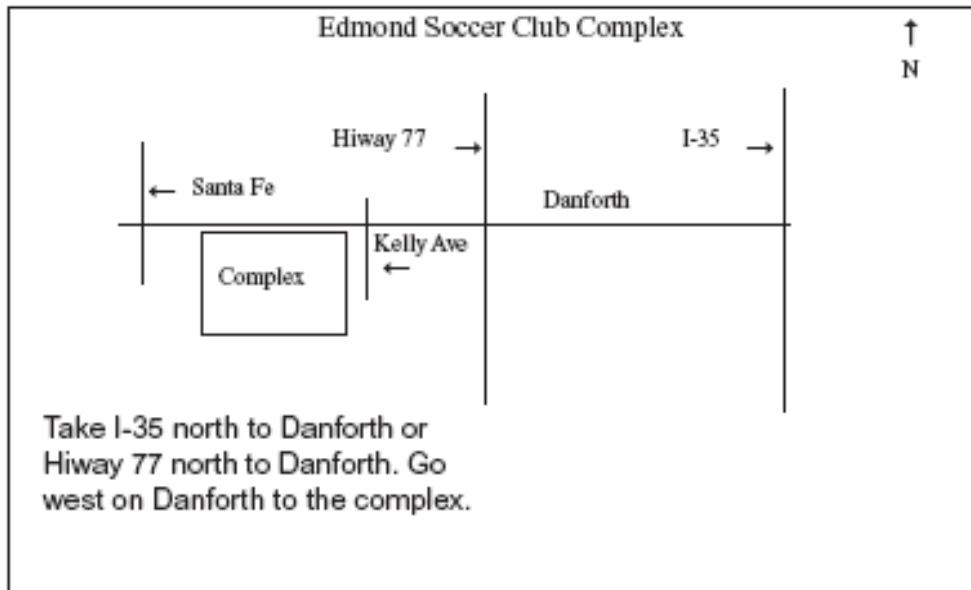 Edmond Soccer Club Complex
N
Hiway 77
I-35
Santa Fe
Danforth
Kelly Ave
Complex
Take I-35 north to Danforth or
Hiway 77 north to Danforth. Go
west on Danforth to the complex.